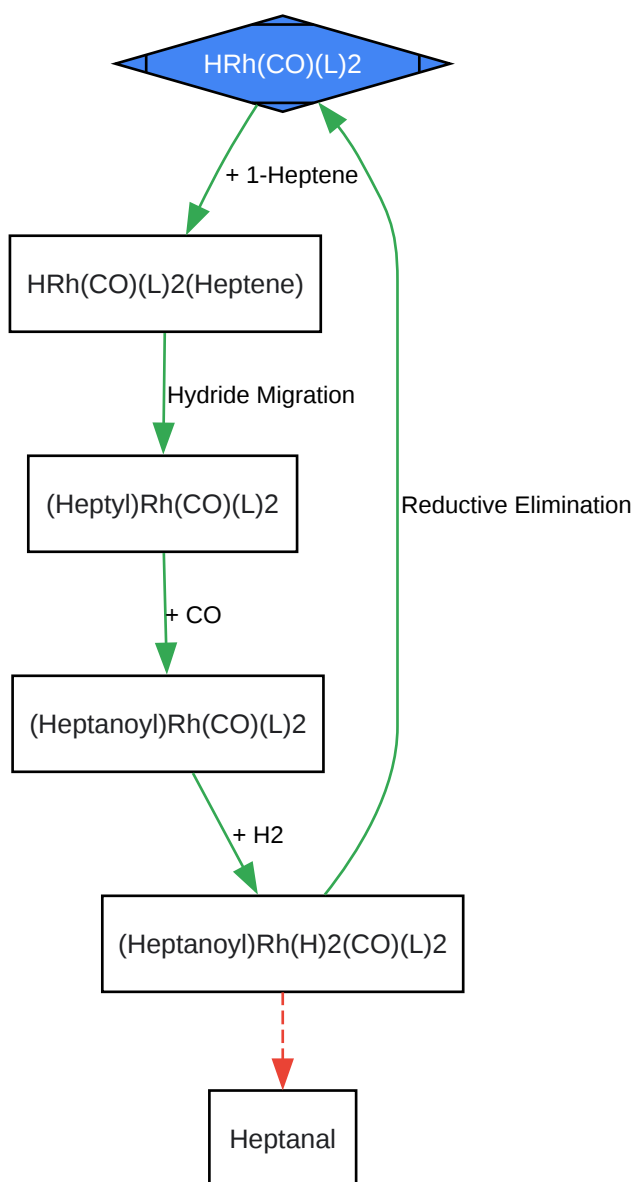 HRh(CO)(L)2
+ 1-Heptene
HRh(CO)(L)2(Heptene)
Hydride Migration
(Heptyl)Rh(CO)(L)2
Reductive Elimination
+ CO
(Heptanoyl)Rh(CO)(L)2
+ H2
(Heptanoyl)Rh(H)2(CO)(L)2
Heptanal